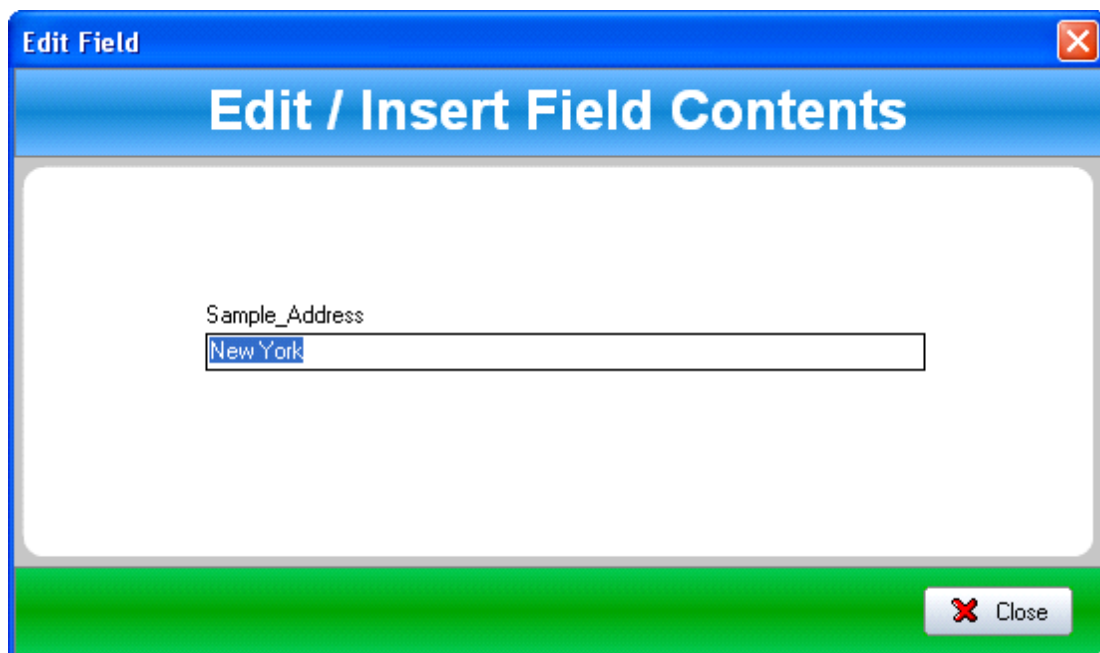 Edit Field
Edit / Insert Field Contents
Sample_Address
New York
Close